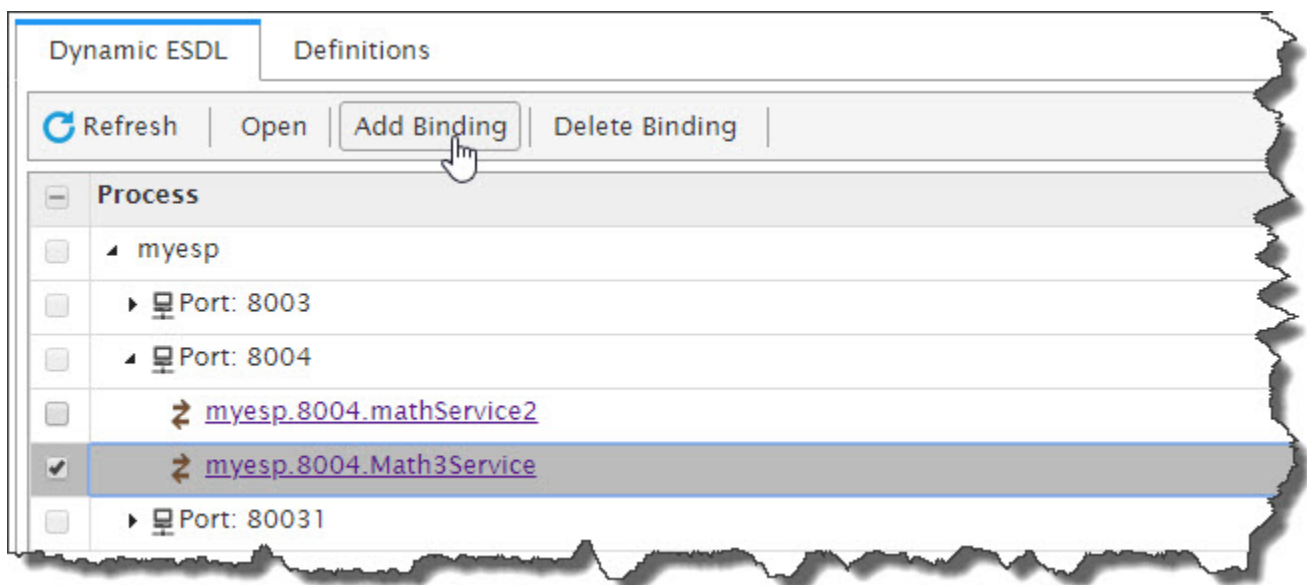 Dynamic ESDL Definitions
Refresh Open Add Binding Delete Binding
Process
myesp
Port: 8003
Port: 8004
myesp.8004.mathService2
myesp.8004.Math3Service
Port: 80031